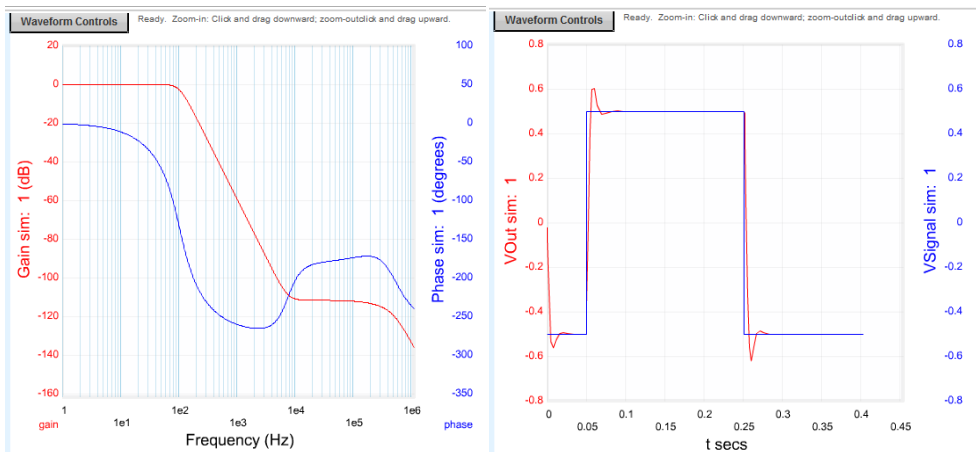 Waveform Controls
Ready. Zoom-in: Click and drag downward; zoom-outclick and drag upward.
20
0
-20
-40
-60
-80
-100
-120
-140
-160
Gain sim: 1 (dB)
100
50
0
-50
-100
-150
-200
-250
-300
-350
Phase sim: 1 (degrees)
1 1e2 1e3 1e4 1e5 1e6
gain 1e1 phase
Frequency (Hz)
Waveform Controls
Ready. Zoom-in: Click and drag downward; zoom-outclick and drag upward.
0.8
0.6
0.4
0.2
0
-0.2
-0.4
-0.6
-0.8
VOut sim: 1
0.8
0.6
0.4
0.2
0
-0.2
-0.4
-0.6
-0.8
VSignal sim: 1
0 0.1 0.2 0.3 0.4
0.05 0.15 0.25 0.35 0.45
t secs